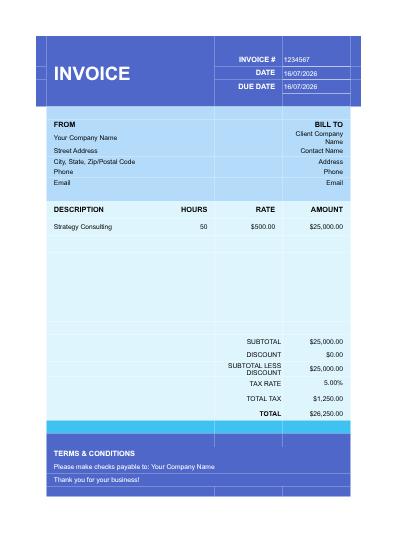 INVOICE
INVOICE # 1234567
DATE 16/07/2026
DUE DATE 16/07/2026
FROM BILL TO
Your Company Name Client Company Name
Street Address Contact Name
City, State, Zip/Postal Code Address
Phone Phone
Email Email
DESCRIPTION HOURS RATE AMOUNT
Strategy Consulting 50 $500.00 $25,000.00
SUBTOTAL $25,000.00
DISCOUNT $0.00
SUBTOTAL LESS DISCOUNT $25,000.00
TAX RATE 5.00%
TOTAL TAX $1,250.00
TOTAL $26,250.00
TERMS & CONDITIONS
Please make checks payable to: Your Company Name
Thank you for your business!